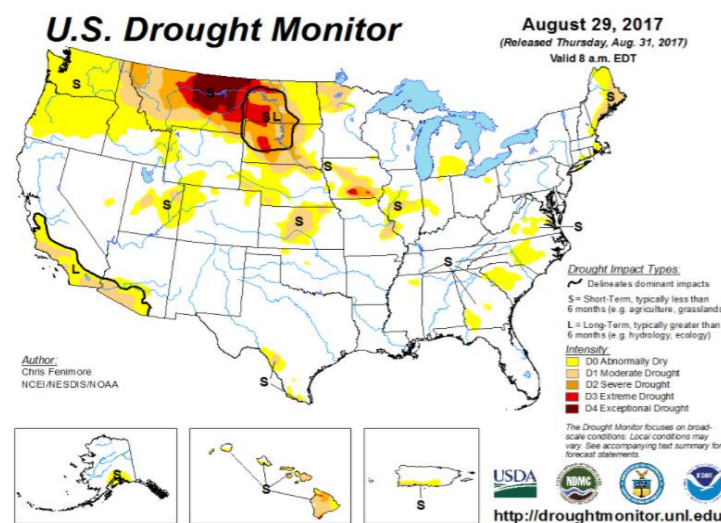 U.S. Drought Monitor
August 29, 2017
(Released Thursday, Aug. 31, 2017)
Valid 8 a.m. EDT
S
S
S
L
S
S
S
S
S
S
L
S
S
Drought Impact Types:
Delineates dominant impacts
S = Short-Term, typically less than
6 months (e.g. agriculture, grasslands
L = Long-Term, typically greater than
6 months (e.g. hydrology, ecology)
Intensity:
D0 Abnormally Dry
D1 Moderate Drought
D2 Severe Drought
D3 Extreme Drought
D4 Exceptional Drought
Author:
Chris Fenimore
NCEI/NESDIS/NOAA
The Drought Monitor focuses on broad-
scale conditions. Local conditions may
vary. See accompanying text summary for
forecast statements.
S
S
S
USDA
NDMC
NOAA
http://droughtmonitor.unl.edu